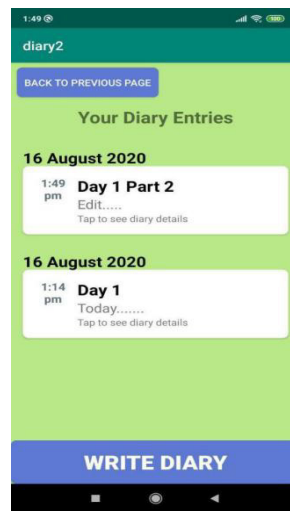 1:49 100
diary2
BACK TO PREVIOUS PAGE
Your Diary Entries
16 August 2020
1:49 pm Day 1 Part 2
Edit.....
Tap to see diary details
16 August 2020
1:14 pm Day 1
Today.......
Tap to see diary details
WRITE DIARY